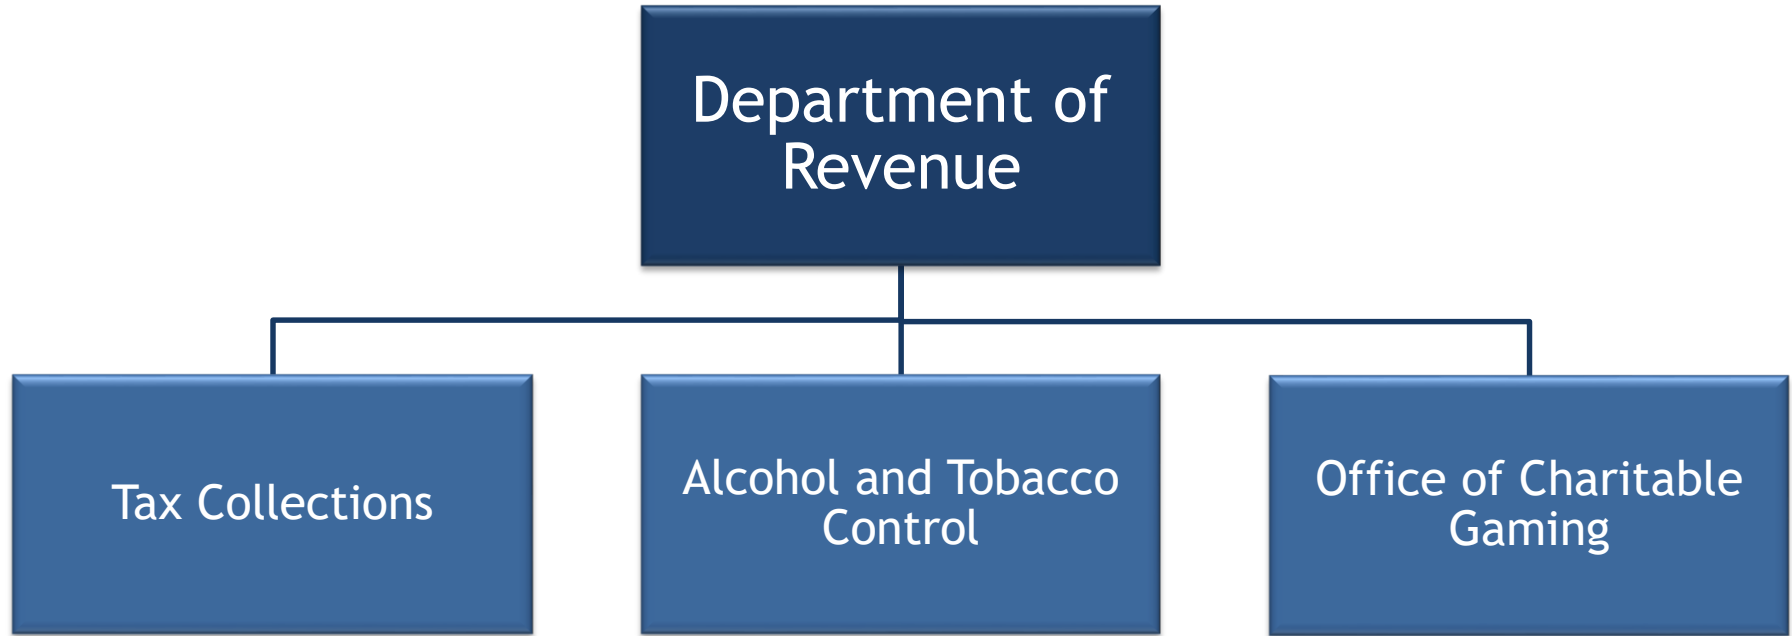 Department of
Revenue
Tax Collections
Alcohol and Tobacco
Control
Office of Charitable
Gaming